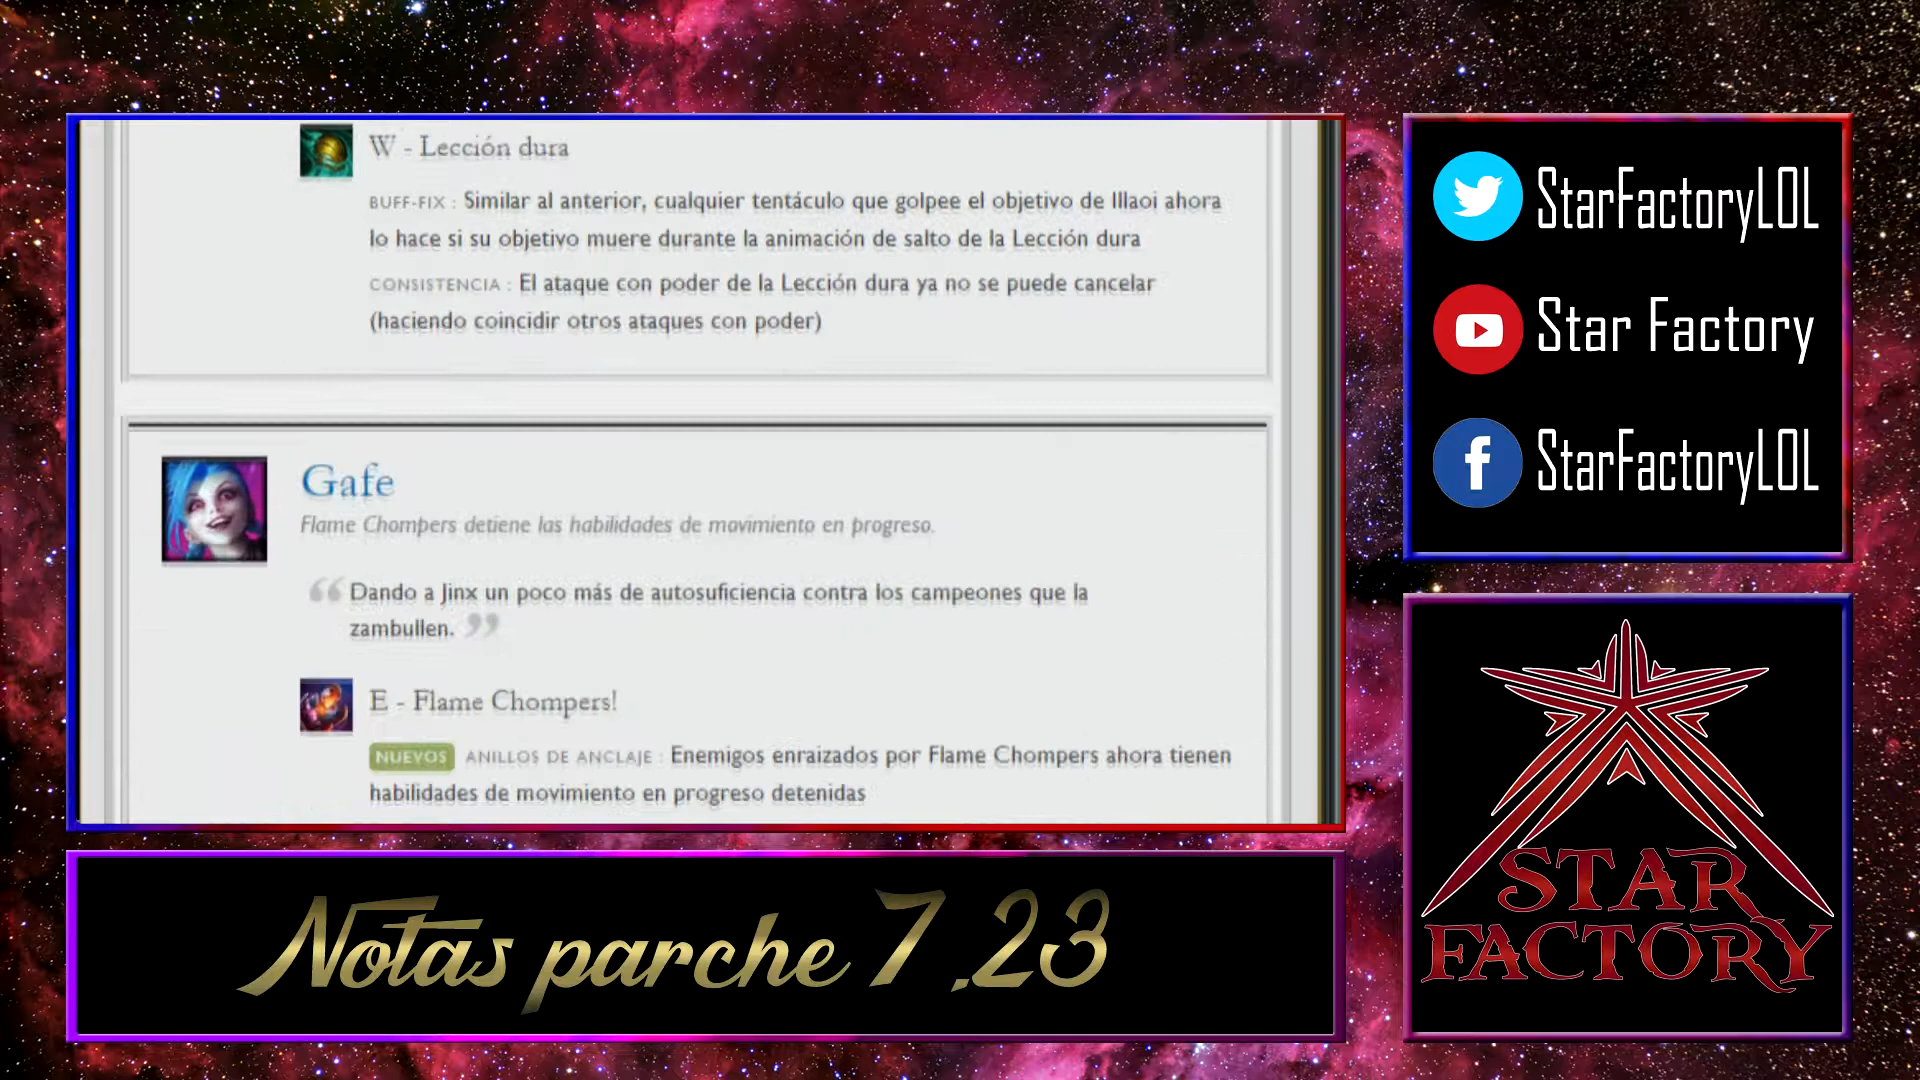 W - Lección dura
BUFF-FIX : Similar al anterior, cualquier tentáculo que golpee el objetivo de Illaoi ahora
lo hace si su objetivo muere durante la animación de salto de la Lección dura
CONSISTENCIA : El ataque con poder de la Lección dura ya no se puede cancelar
(haciendo coincidir otros ataques con poder)
Gafe
Flame Chompers detiene las habilidades de movimiento en progreso.
“Dando a Jinx un poco más de autosuficiencia contra los campeones que la
zambullen. ”
E - Flame Chompers!
NUEVOS ANILLOS DE ANCLAJE : Enemigos enraizados por Flame Chompers ahora tienen
habilidades de movimiento en progreso detenidas
Notas parche 7.23
StarFactoryLOL
Star Factory
f StarFactoryLOL
STAR
FACTORY